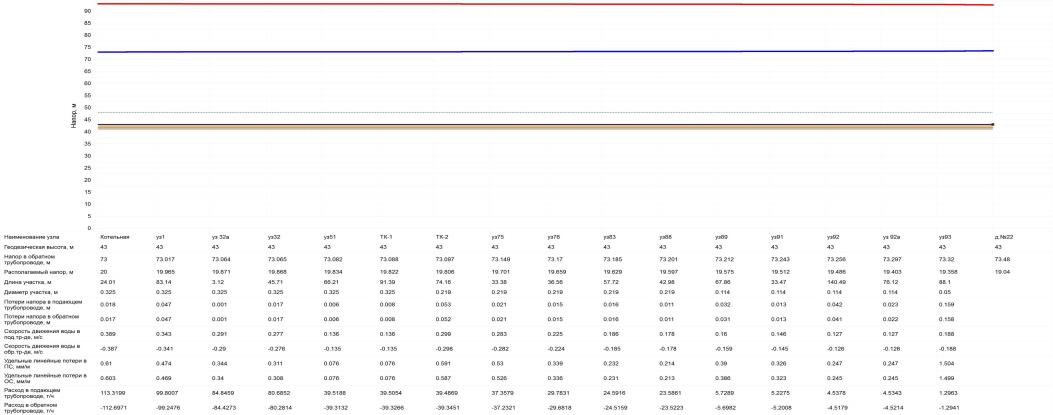 90
85
80
75
70
65
60
55
50
45
40
35
30
25
20
15
10
5
0
Напор, м
Наименование узла Котельная уз1 уз 32а уз32 уз51 ТК-1 ТК-2 уз75 уз76 уз83 уз88 уз89 уз91 уз92 уз 92а уз93 д.№22
Геодезическая высота, м 43 43 43 43 43 43 43 43 43 43 43 43 43 43 43 43 43
Напор в обратном
трубопроводе, м 73 73.017 73.064 73.065 73.082 73.088 73.097 73.149 73.17 73.185 73.201 73.212 73.243 73.256 73.297 73.32 73.48
Располагаемый напор, м 20 19.965 19.871 19.868 19.834 19.822 19.806 19.701 19.659 19.629 19.597 19.575 19.512 19.486 19.403 19.358 19.04
Длина участка, м 24.01 83.14 3.12 45.71 66.21 91.39 74.16 33.38 36.56 57.72 42.98 67.86 33.47 140.49 76.12 88.1
Диаметр участка, м 0.325 0.325 0.325 0.325 0.325 0.325 0.219 0.219 0.219 0.219 0.219 0.114 0.114 0.114 0.114 0.05
Потери напора в подающем
трубопроводе, м 0.018 0.047 0.001 0.017 0.006 0.008 0.053 0.021 0.015 0.016 0.011 0.032 0.013 0.042 0.023 0.159
Потери напора в обратном
трубопроводе, м 0.017 0.047 0.001 0.017 0.006 0.008 0.052 0.021 0.015 0.016 0.011 0.031 0.013 0.041 0.022 0.158
Скорость движения воды в
под.тр-де, м/с 0.389 0.343 0.291 0.277 0.136 0.136 0.299 0.283 0.225 0.186 0.178 0.16 0.146 0.127 0.127 0.188
Скорость движения воды в
обр.тр-де, м/с -0.387 -0.341 -0.29 -0.276 -0.135 -0.135 -0.298 -0.282 -0.224 -0.185 -0.178 -0.159 -0.145 -0.126 -0.126 -0.188
Удельные линейные потери в
ПС, мм/м 0.61 0.474 0.344 0.311 0.076 0.076 0.591 0.53 0.339 0.232 0.214 0.39 0.326 0.247 0.247 1.504
Удельные линейные потери в
ОС, мм/м 0.603 0.469 0.34 0.308 0.076 0.076 0.587 0.526 0.336 0.231 0.213 0.386 0.323 0.245 0.245 1.499
Расход в подающем
трубопроводе, т/ч 113.3199 99.8007 84.8459 80.6852 39.5188 39.5054 39.4869 37.3579 29.7831 24.5916 23.5861 5.7289 5.2275 4.5378 4.5343 1.2963
Расход в обратном
трубопроводе, т/ч -112.6971 -99.2476 -84.4273 -80.2814 -39.3132 -39.3266 -39.3451 -37.2321 -29.6818 -24.5159 -23.5223 -5.6982 -5.2008 -4.5179 -4.5214 -1.2941